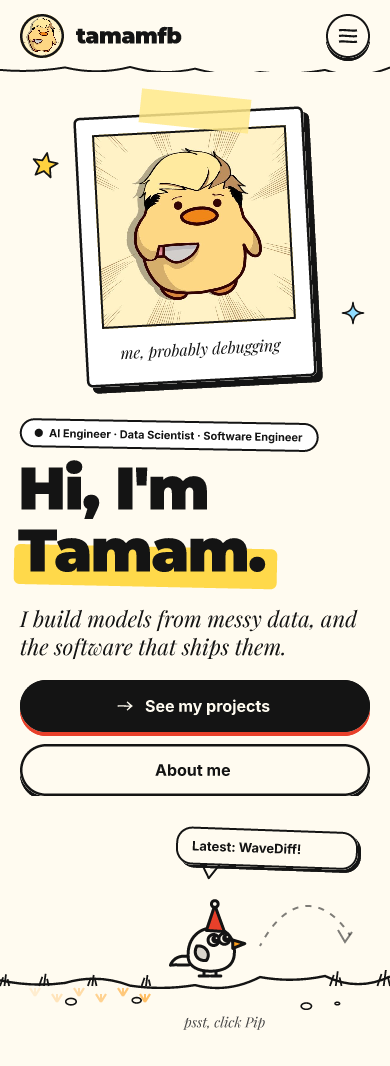 tamamfb
me, probably debugging
AI Engineer · Data Scientist · Software Engineer
Hi, I'm
Tamam.
I build models from messy data, and
the software that ships them.
→ See my projects
About me
Latest: WaveDiff!
psst, click Pip